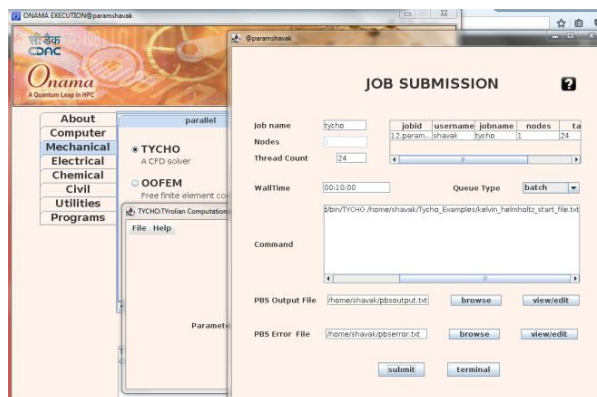 ONAMA EXECUTION@paramshavak
सी डैक
CDAC
Onama
A Quantum Leap in HPC
About
Computer
Mechanical
Electrical
Chemical
Civil
Utilities
Programs
parallel
TYCHO
A CFD solver
OOFEM
Free finite element co
TYCHO:TYrolian Computation
File Help
Paramete
@paramshavak
JOB SUBMISSION
?
Job name tycho
Nodes
Thread Count 24
jobid username jobname nodes ta
12.param... shavak tycho 1 24
WallTime 00:10:00 Queue Type batch
Command
/bin/TYCHO /home/shavak/Tycho_Examples/kelvin_helmholtz_start_file.txt
PBS Output File /home/shavak/pbsoutput.txt browse view/edit
PBS Error File /home/shavak/pbserror.txt browse view/edit
submit terminal